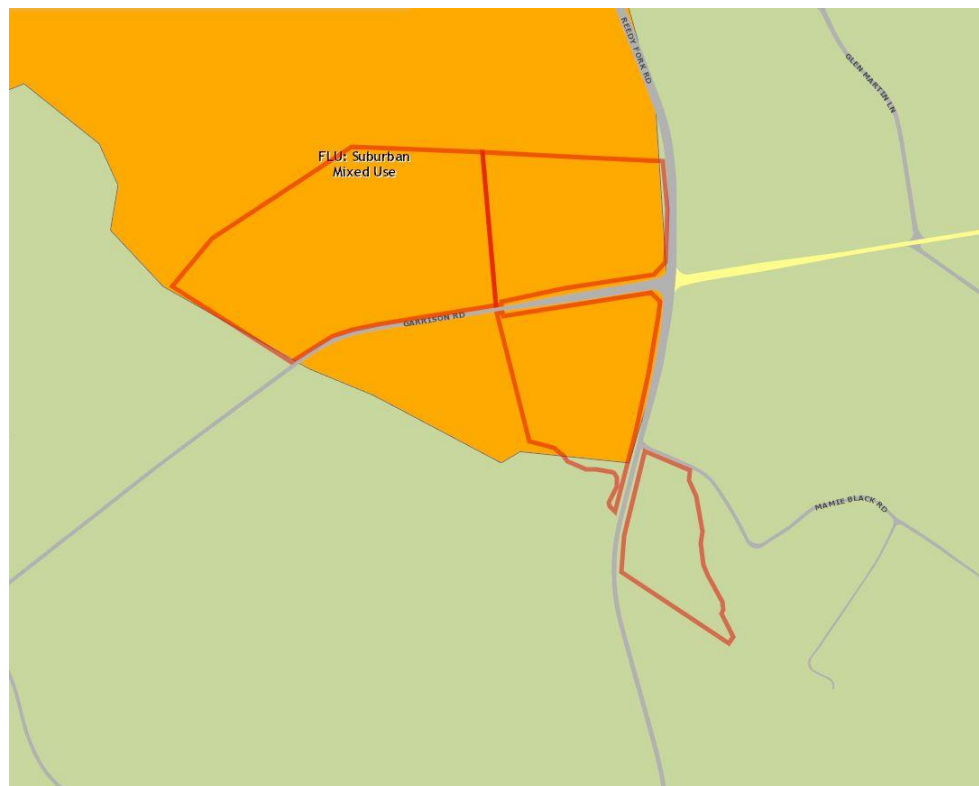 REEDY FORK RD
GLEN MARTIN LN
FLU: Suburban
Mixed Use
GARRISON RD
MAMIE BLACK RD